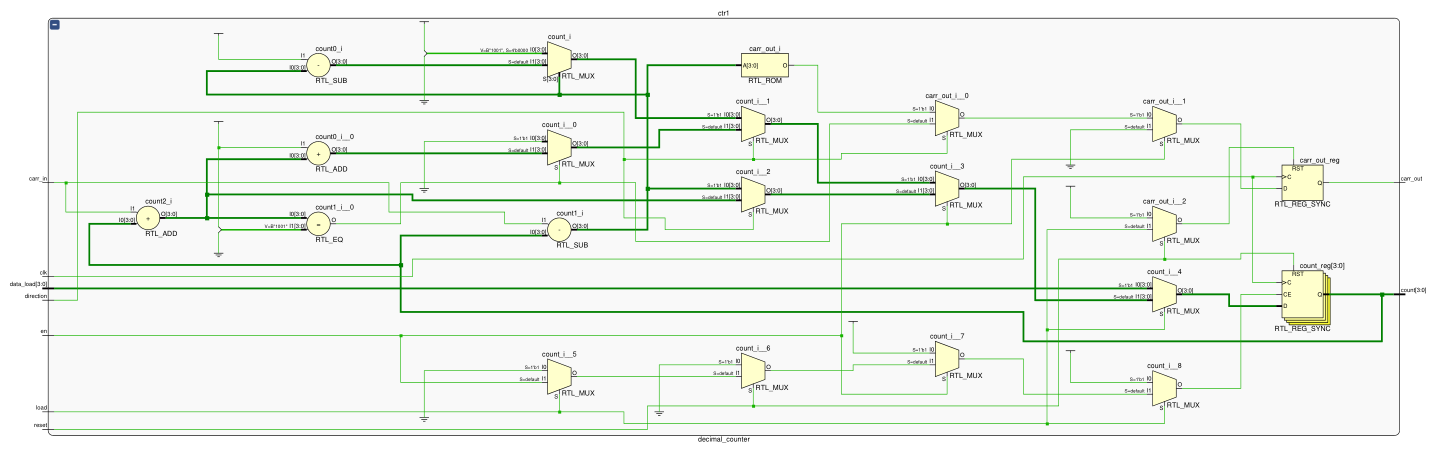 ctr1
count0_i
I1
I0[3:0]
O[3:0]
-
RTL_SUB
count_i
V=B"1001", S=4'b0000 I0[3:0]
S=default I1[3:0]
O[3:0]
S[3:0]
RTL_MUX
carr_out_i
A[3:0]
O
RTL_ROM
count0_i__0
I1
I0[3:0]
O[3:0]
+
RTL_ADD
count_i__0
S=1'b1 I0[3:0]
S=default I1[3:0]
O[3:0]
S
RTL_MUX
count_i__1
S=1'b1 I0[3:0]
S=default I1[3:0]
O[3:0]
S
RTL_MUX
carr_out_i__0
S=1'b1 I0
S=default I1
O
S
RTL_MUX
carr_out_i__1
S=1'b1 I0
S=default I1
O
S
RTL_MUX
carr_out_reg
RST
C
D
Q
RTL_REG_SYNC
carr_out
carr_in
count2_i
I1
I0[3:0]
O[3:0]
+
RTL_ADD
count1_i__0
I0[3:0]
V=B"1001" I1[3:0]
O
=
RTL_EQ
count1_i
I1
I0[3:0]
O[3:0]
-
RTL_SUB
count_i__2
S=1'b1 I0[3:0]
S=default I1[3:0]
O[3:0]
S
RTL_MUX
count_i__3
S=1'b1 I0[3:0]
S=default I1[3:0]
O[3:0]
S
RTL_MUX
carr_out_i__2
S=1'b1 I0
S=default I1
O
S
RTL_MUX
clk
data_load[3:0]
direction
count_i__4
S=1'b1 I0[3:0]
S=default I1[3:0]
O[3:0]
S
RTL_MUX
count_reg[3:0]
RST
C
CE
D
Q
RTL_REG_SYNC
count[3:0]
en
count_i__5
S=1'b1 I0
S=default I1
O
S
RTL_MUX
count_i__6
S=1'b1 I0
S=default I1
O
S
RTL_MUX
count_i__7
S=1'b1 I0
S=default I1
O
S
RTL_MUX
count_i__8
S=1'b1 I0
S=default I1
O
S
RTL_MUX
load
reset
decimal_counter